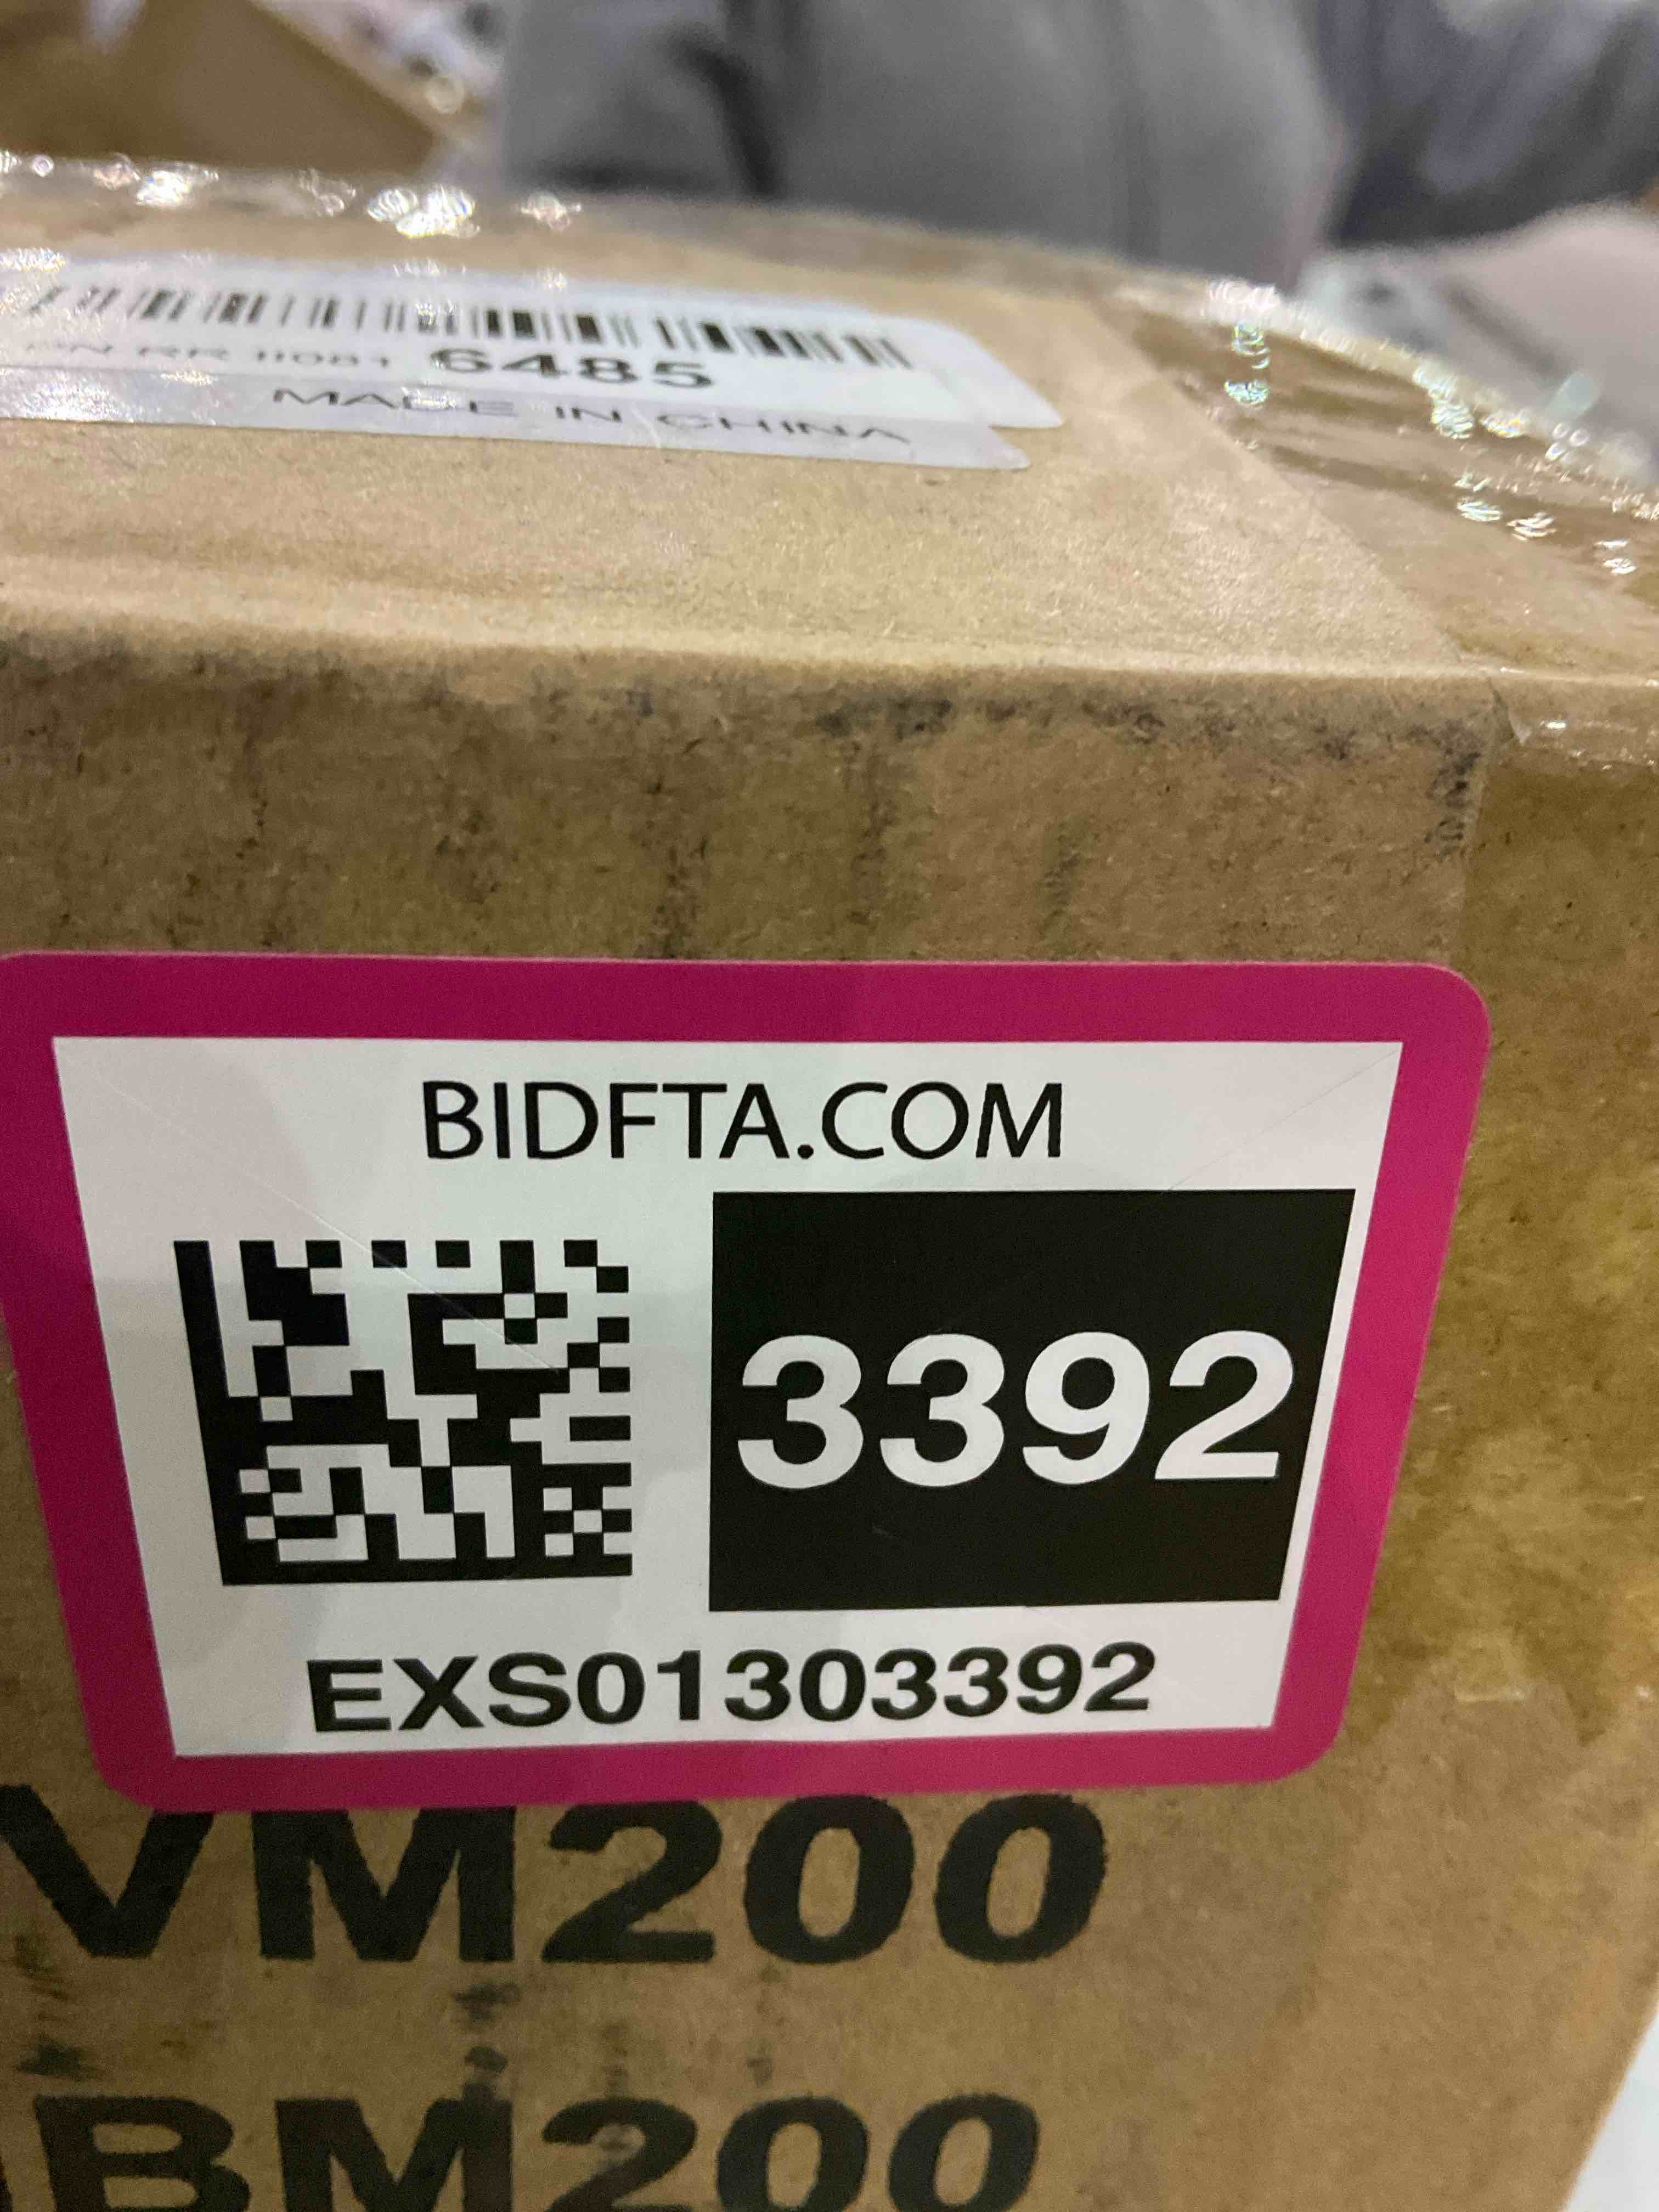 6485
MADE IN CHINA
BIDFTA.COM
3392
EXS01303392
VM200
BM200